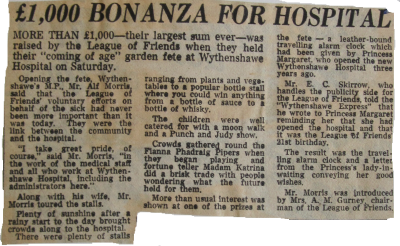 £1,000 BONANZA FOR HOSPITAL
MORE THAN £1,000—their largest sum ever—was
raised by the League of Friends when they held
their "coming of age" garden fete at Wythenshawe
Hospital on Saturday.
Opening the fete, Wythen-
shawe's M.P., Mr. Alf Morris,
said that the League of
Friends' voluntary efforts on
behalf of the sick had never
been more important than it
was today. They were the
link between the community
and the hospital.
"I take great pride, of
course," said Mr. Morris, "in
the work of the medical staff
and all who work at Wythen-
shawe Hospital, including the
administrators here."
Along with his wife, Mr.
Morris toured the stalls.
Plenty of sunshine after a
rainy start to the day brought
crowds along to the hospital.
There were plenty of stalls
ranging from plants and vege-
tables to a popular bottle stall
where you could win anything
from a bottle of sauce to a
bottle of whisky.
The children were well
catered for with a moon walk
and a Punch and Judy show.
Crowds gathered round the
Fianna Phadraig Pipers when
they began playing and
fortune teller Madam Katrina
did a brisk trade with people
wondering what the future
held for them.
More than usual interest was
shown at one of the prizes at
the fete — a leather-bound
travelling alarm clock which
had been given by Princess
Margaret, who opened the new
Wythenshawe Hospital three
years ago.
Mr. E. C. Skirrow, who
handles the publicity side for
the League of Friends, told the
"Wythenshawe Express" that
he wrote to Princess Margaret
reminding her that she had
opened the hospital and that
it was the League of Friends
21st birthday.
The result was the travelling
alarm clock and a letter
from the Princess's lady-in-
waiting conveying her good
wishes.
Mr. Morris was introduced
by Mrs. A. M. Gurney, chair-
man of the League of Friends.